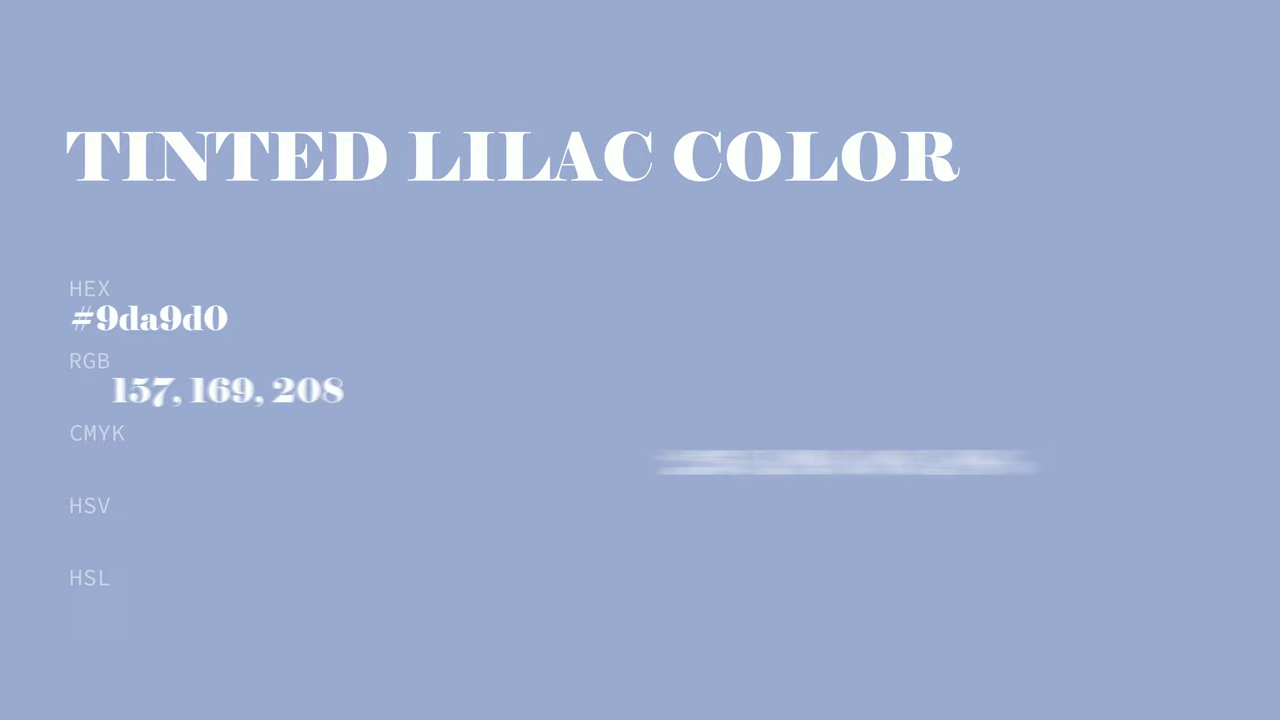 TINTED LILAC COLOR
HEX
#9da9d0
RGB
157, 169, 208
CMYK
HSV
HSL